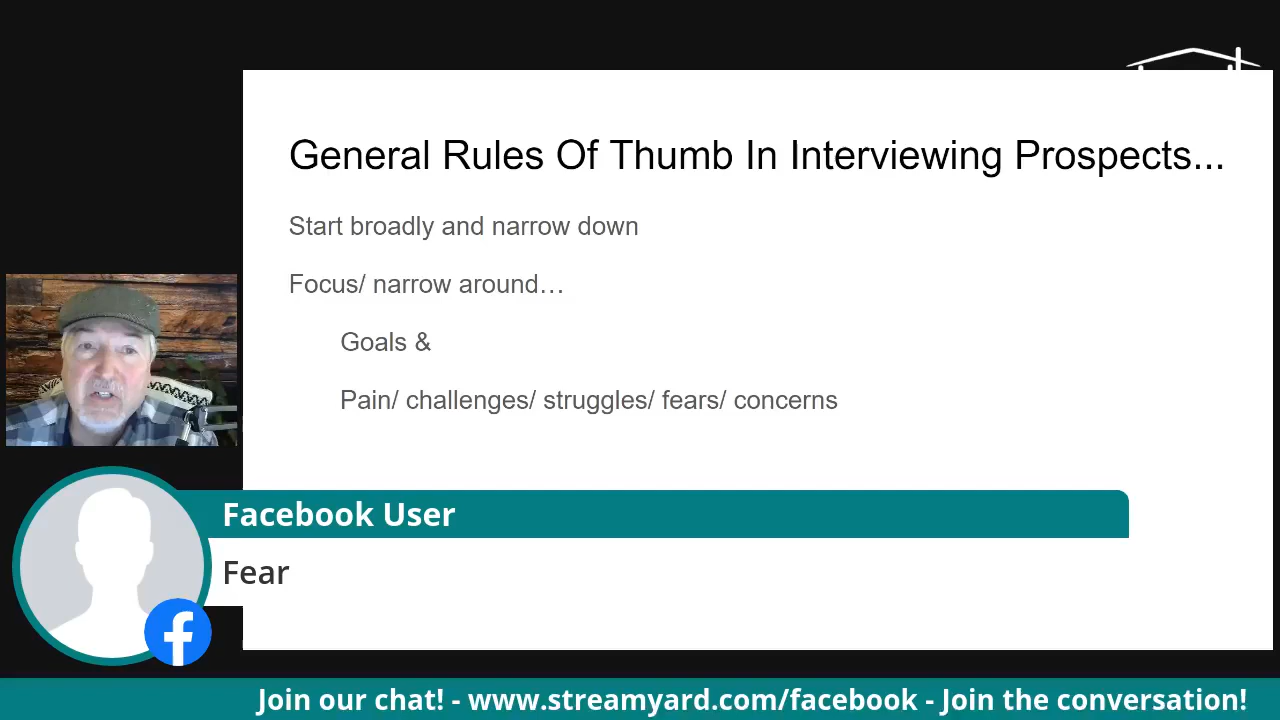 General Rules Of Thumb In Interviewing Prospects...
Start broadly and narrow down
Focus/ narrow around…
Goals &
Pain/ challenges/ struggles/ fears/ concerns
Facebook User
Fear
Join our chat! - www.streamyard.com/facebook - Join the conversation!